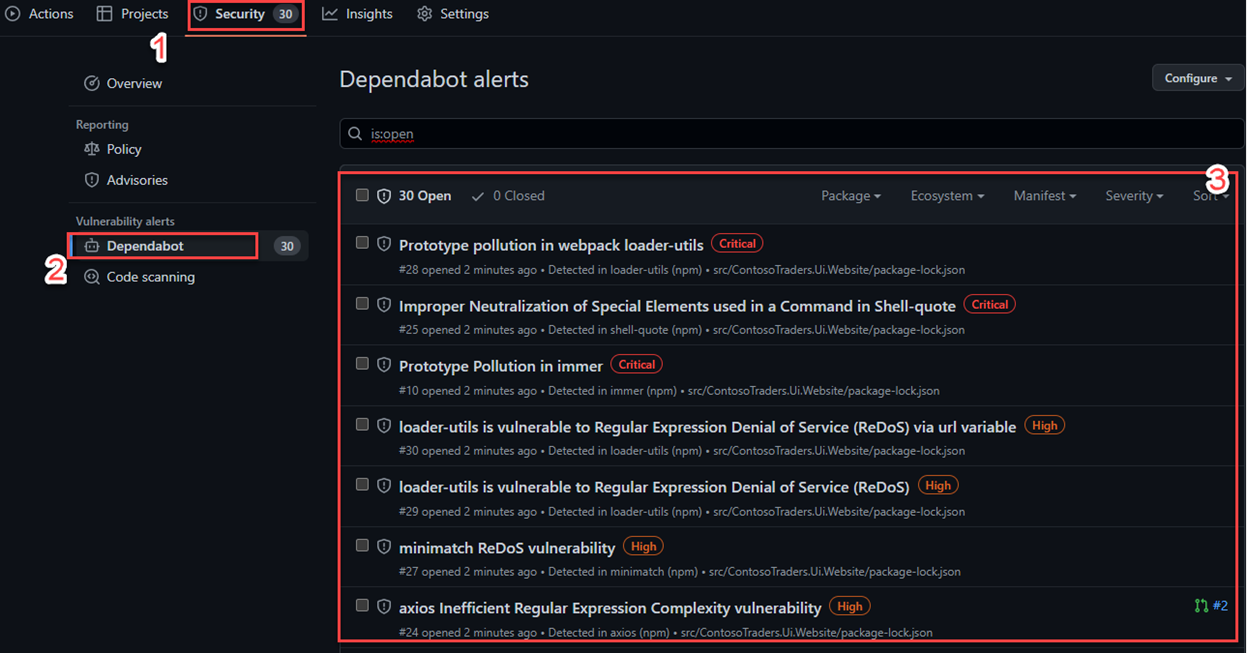 Actions Projects Security 30 Insights Settings
1
Overview
Reporting
Policy
Advisories
Vulnerability alerts
2
Dependabot 30
Code scanning
Dependabot alerts
Configure
is:open
3
30 Open 0 Closed Package Ecosystem Manifest Severity Sort
Prototype pollution in webpack loader-utils Critical
#28 opened 2 minutes ago • Detected in loader-utils (npm) • src/ContosoTraders.Ui.Website/package-lock.json
Improper Neutralization of Special Elements used in a Command in Shell-quote Critical
#25 opened 2 minutes ago • Detected in shell-quote (npm) • src/ContosoTraders.Ui.Website/package-lock.json
Prototype Pollution in immer Critical
#10 opened 2 minutes ago • Detected in immer (npm) • src/ContosoTraders.Ui.Website/package-lock.json
loader-utils is vulnerable to Regular Expression Denial of Service (ReDoS) via url variable High
#30 opened 2 minutes ago • Detected in loader-utils (npm) • src/ContosoTraders.Ui.Website/package-lock.json
loader-utils is vulnerable to Regular Expression Denial of Service (ReDoS) High
#29 opened 2 minutes ago • Detected in loader-utils (npm) • src/ContosoTraders.Ui.Website/package-lock.json
minimatch ReDoS vulnerability High
#27 opened 2 minutes ago • Detected in minimatch (npm) • src/ContosoTraders.Ui.Website/package-lock.json
axios Inefficient Regular Expression Complexity vulnerability High #2
#24 opened 2 minutes ago • Detected in axios (npm) • src/ContosoTraders.Ui.Website/package-lock.json